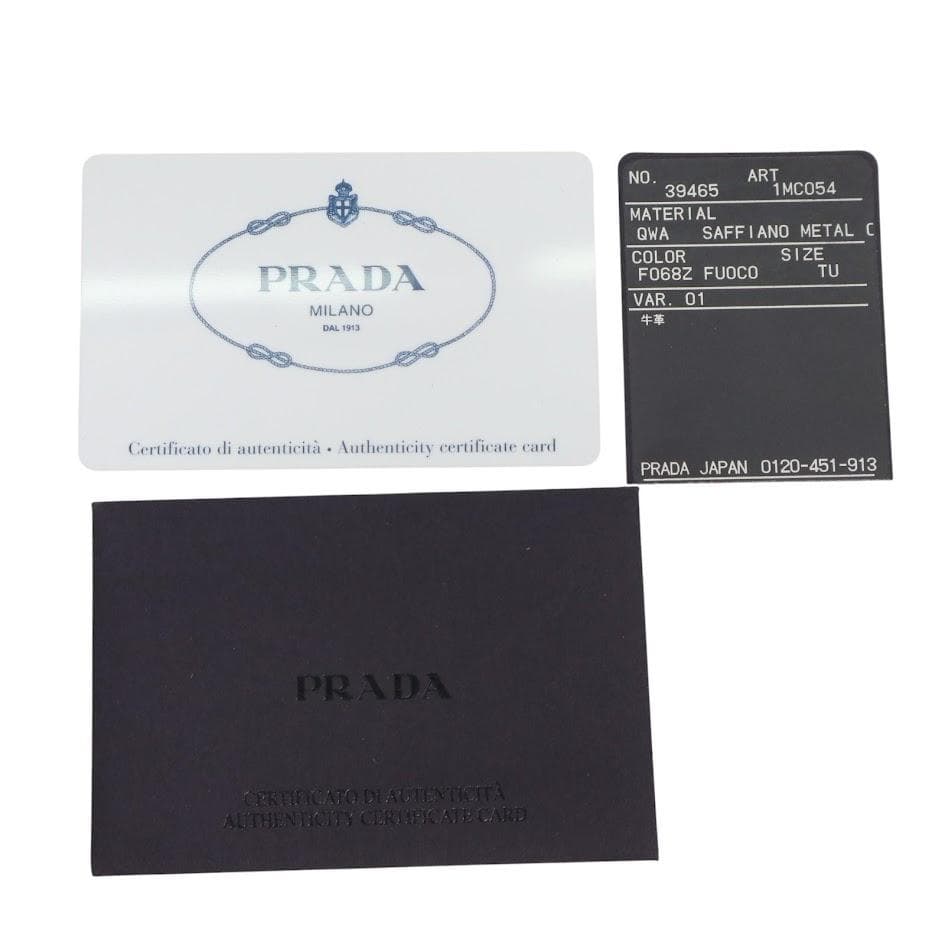 PRADA
MILANO
DAL 1913
Certificato di autenticità • Authenticity certificate card
NO. ART
39465 1MC054
MATERIAL
QWA SAFFIANO METAL C
COLOR SIZE
F068Z FUOCO TU
VAR. 01
牛革
PRADA JAPAN 0120-451-913
PRADA
CERTIFICATO DI AUTENTICITÀ
AUTHENTICITY CERTIFICATE CARD